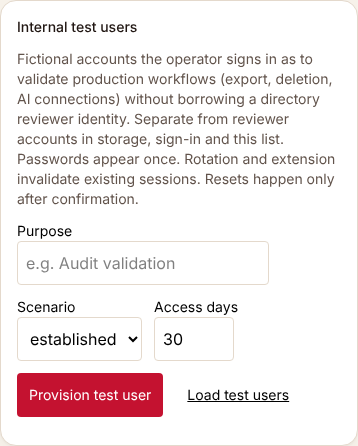 Internal test users
Fictional accounts the operator signs in as to
validate production workflows (export, deletion,
AI connections) without borrowing a directory
reviewer identity. Separate from reviewer
accounts in storage, sign-in and this list.
Passwords appear once. Rotation and extension
invalidate existing sessions. Resets happen only
after confirmation.
Purpose
e.g. Audit validation
Scenario Access days
established 30
Provision test user Load test users